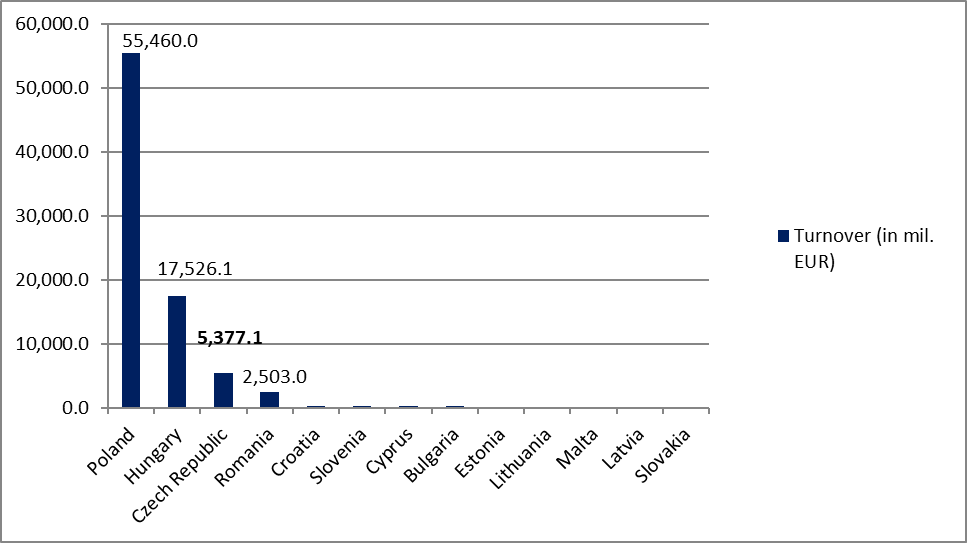 60,000.0
50,000.0
40,000.0
30,000.0
20,000.0
10,000.0
0.0
55,460.0
17,526.1
5,377.1
2,503.0
Poland
Hungary
Czech Republic
Romania
Croatia
Slovenia
Cyprus
Bulgaria
Estonia
Lithuania
Malta
Latvia
Slovakia
Turnover (in mil.
EUR)